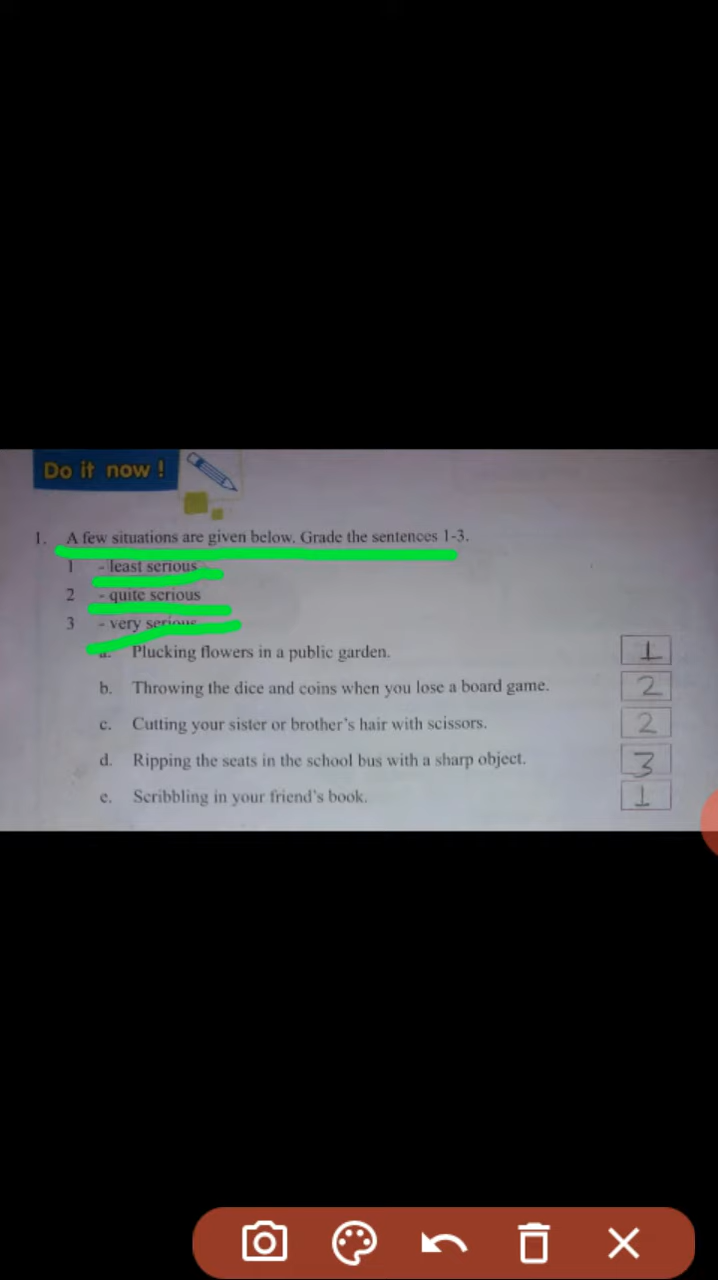 Do it now !
1. A few situations are given below. Grade the sentences 1-3.
1 - least serious
2 - quite serious
3 - very serious
a. Plucking flowers in a public garden. 1
b. Throwing the dice and coins when you lose a board game. 2
c. Cutting your sister or brother's hair with scissors. 2
d. Ripping the seats in the school bus with a sharp object. 3
e. Scribbling in your friend's book. 1